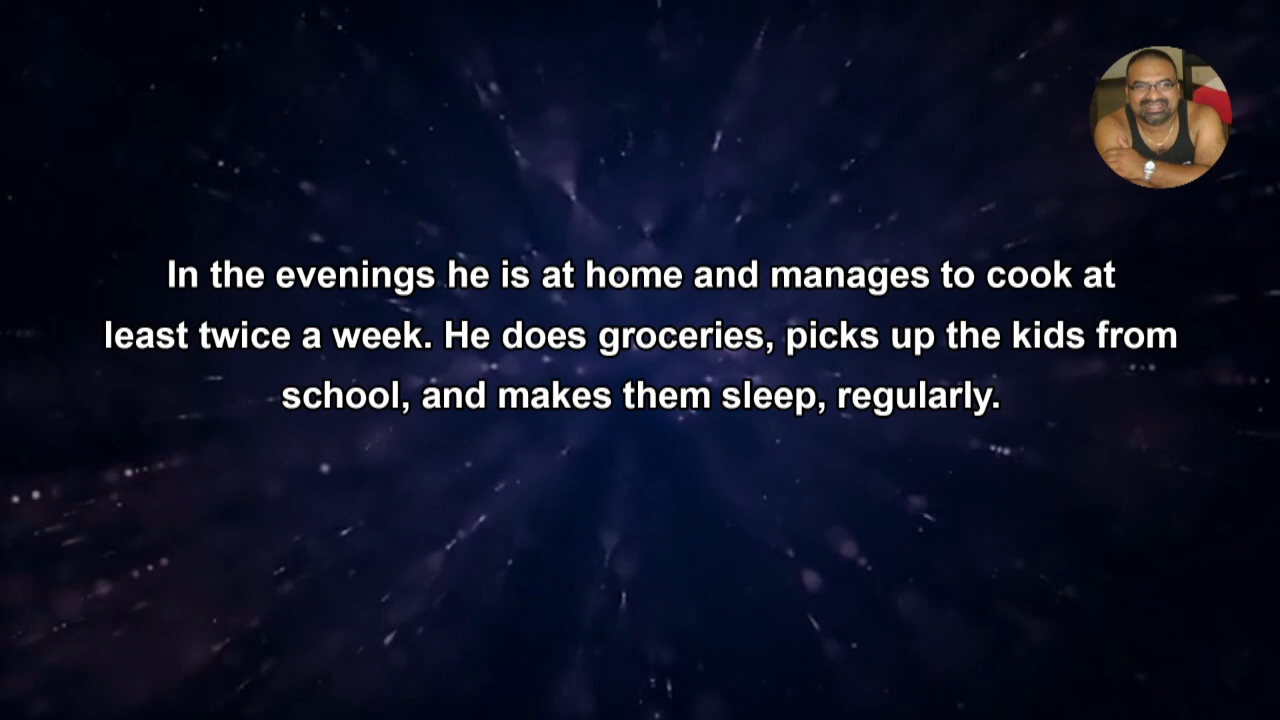 In the evenings he is at home and manages to cook at
least twice a week. He does groceries, picks up the kids from
school, and makes them sleep, regularly.